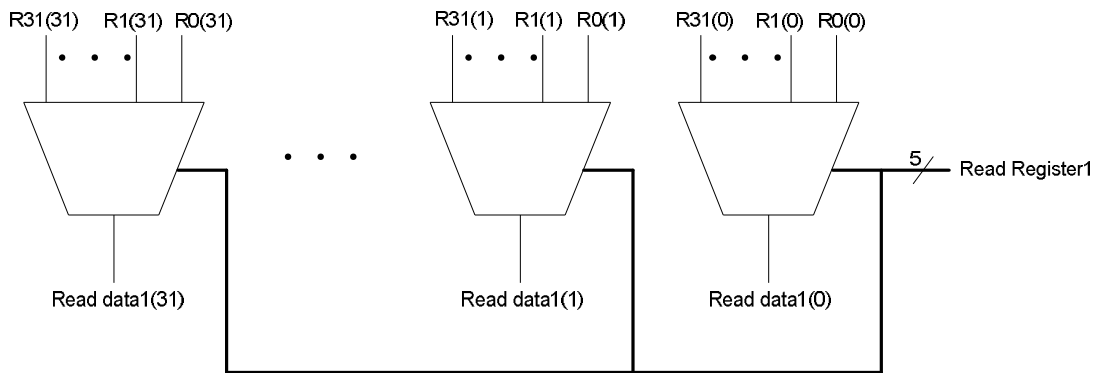 R31(31) R1(31) R0(31) R31(1) R1(1) R0(1) R31(0) R1(0) R0(0)
5
Read Register1
Read data1(31) Read data1(1) Read data1(0)